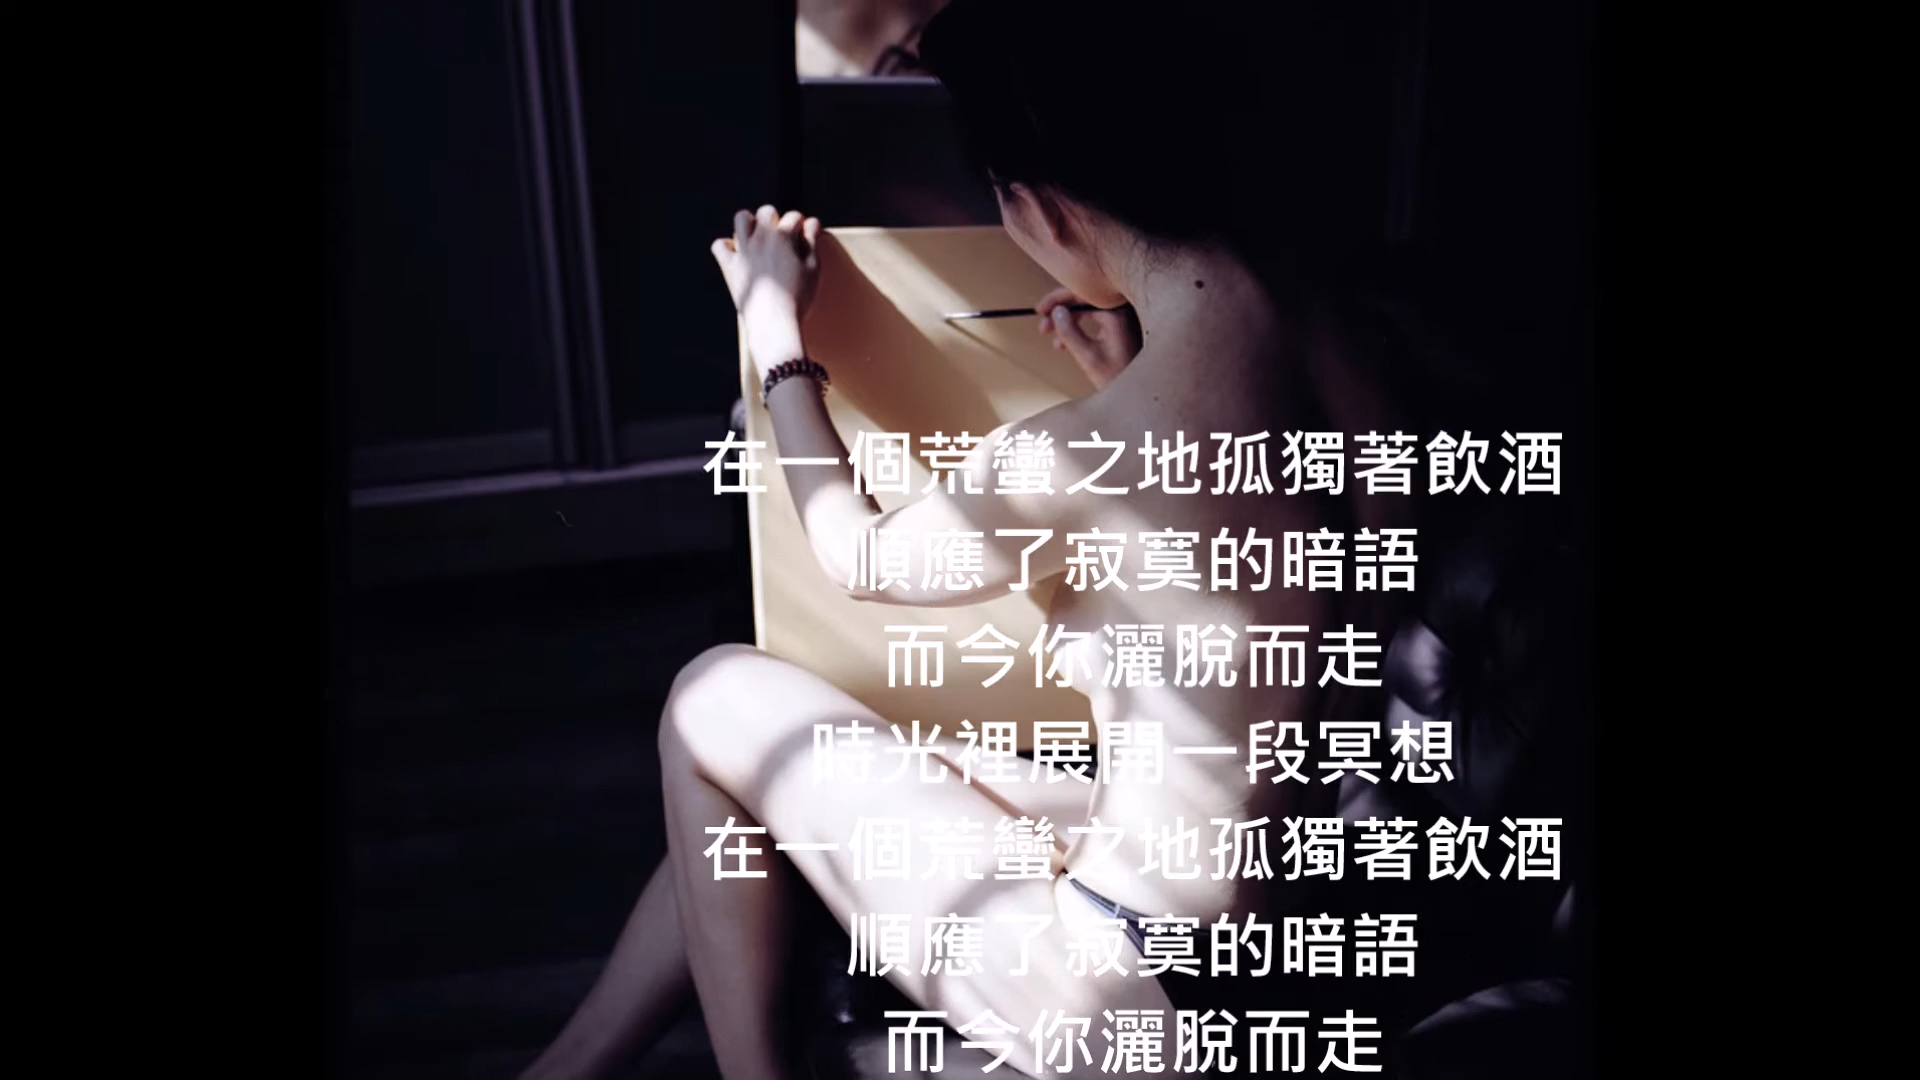 在一個荒蠻之地孤獨著飲酒
順應了寂寞的暗語
而今你灑脫而走
時光裡展開一段冥想
在一個荒蠻之地孤獨著飲酒
順應了寂寞的暗語
而今你灑脫而走